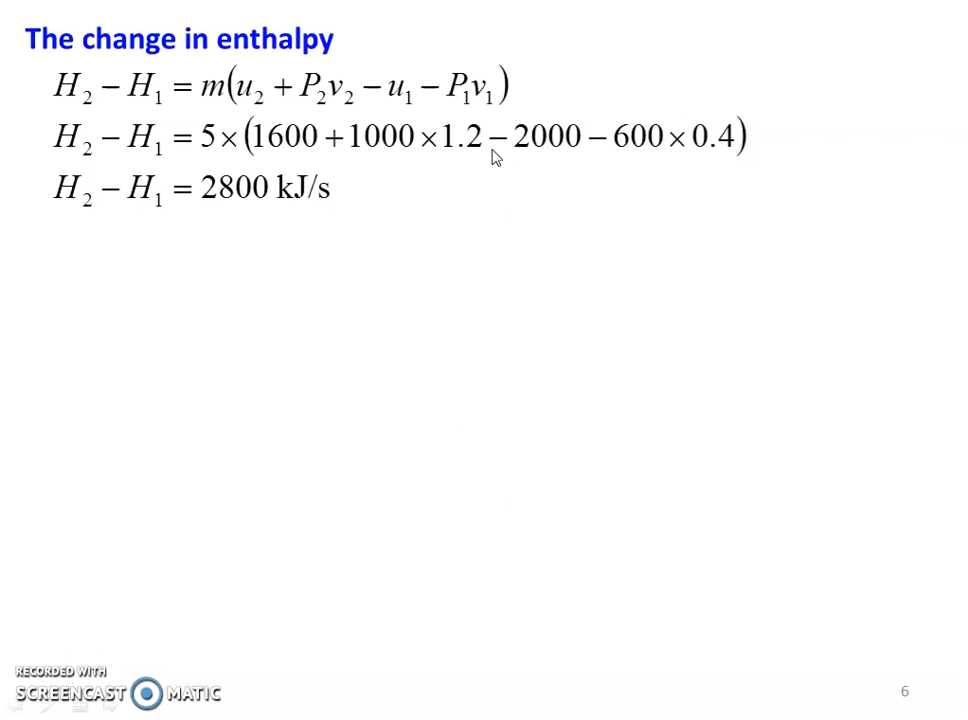 The change in enthalpy
H₂ − H₁ = m(u₂ + P₂v₂ − u₁ − P₁v₁)
H₂ − H₁ = 5 × (1600 + 1000 × 1.2 − 2000 − 600 × 0.4)
H₂ − H₁ = 2800 kJ/s
RECORDED WITH
SCREENCAST MATIC
6